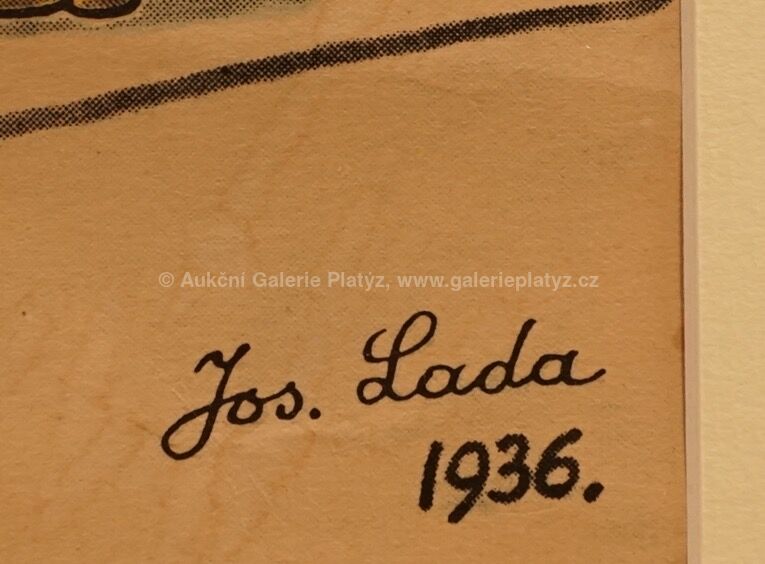 © Aukční Galerie Platýz, www.galerieplatyz.cz
Jos. Lada
1936.